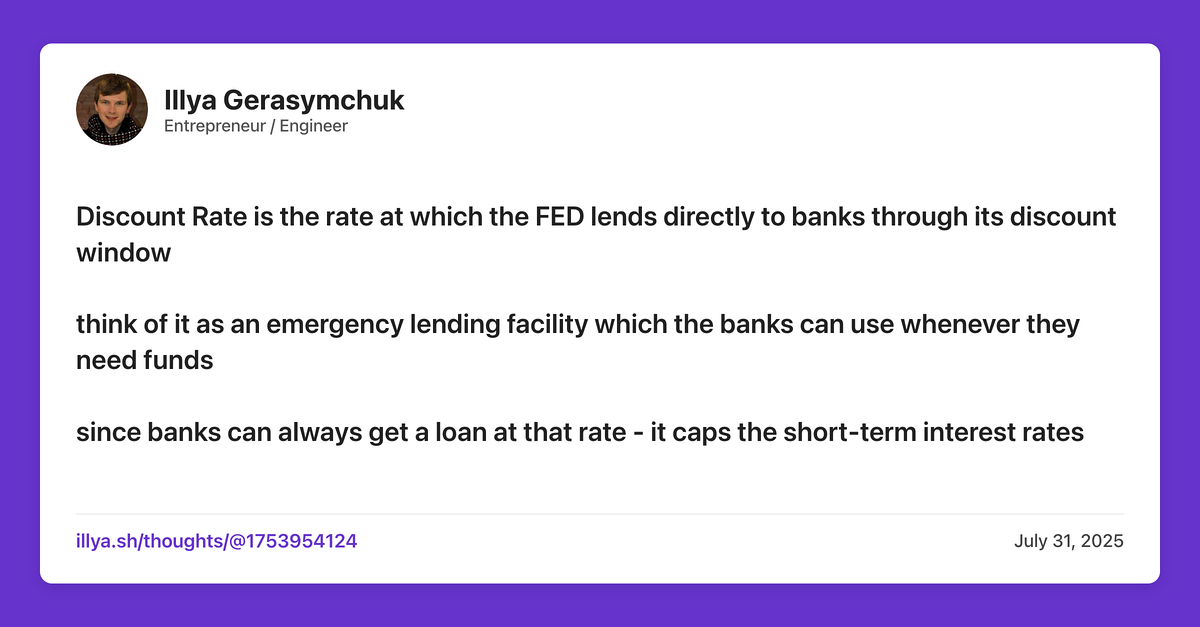 Illya Gerasymchuk
Entrepreneur / Engineer
Discount Rate is the rate at which the FED lends directly to banks through its discount
window
think of it as an emergency lending facility which the banks can use whenever they
need funds
since banks can always get a loan at that rate - it caps the short-term interest rates
illya.sh/thoughts/@1753954124
July 31, 2025